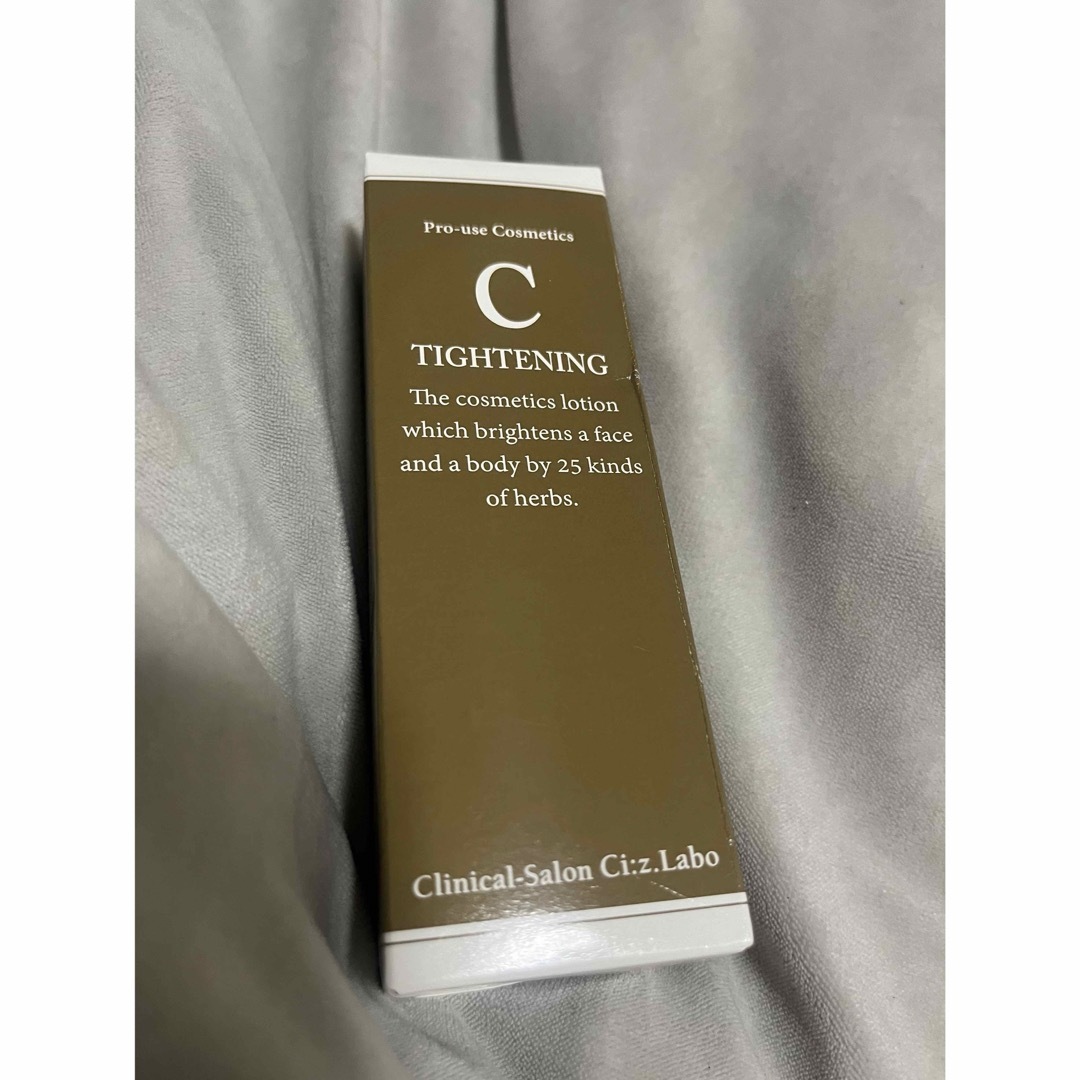 Pro-use Cosmetics
C
TIGHTENING
The cosmetics lotion
which brightens a face
and a body by 25 kinds
of herbs.
Clinical-Salon Ci:z.Labo